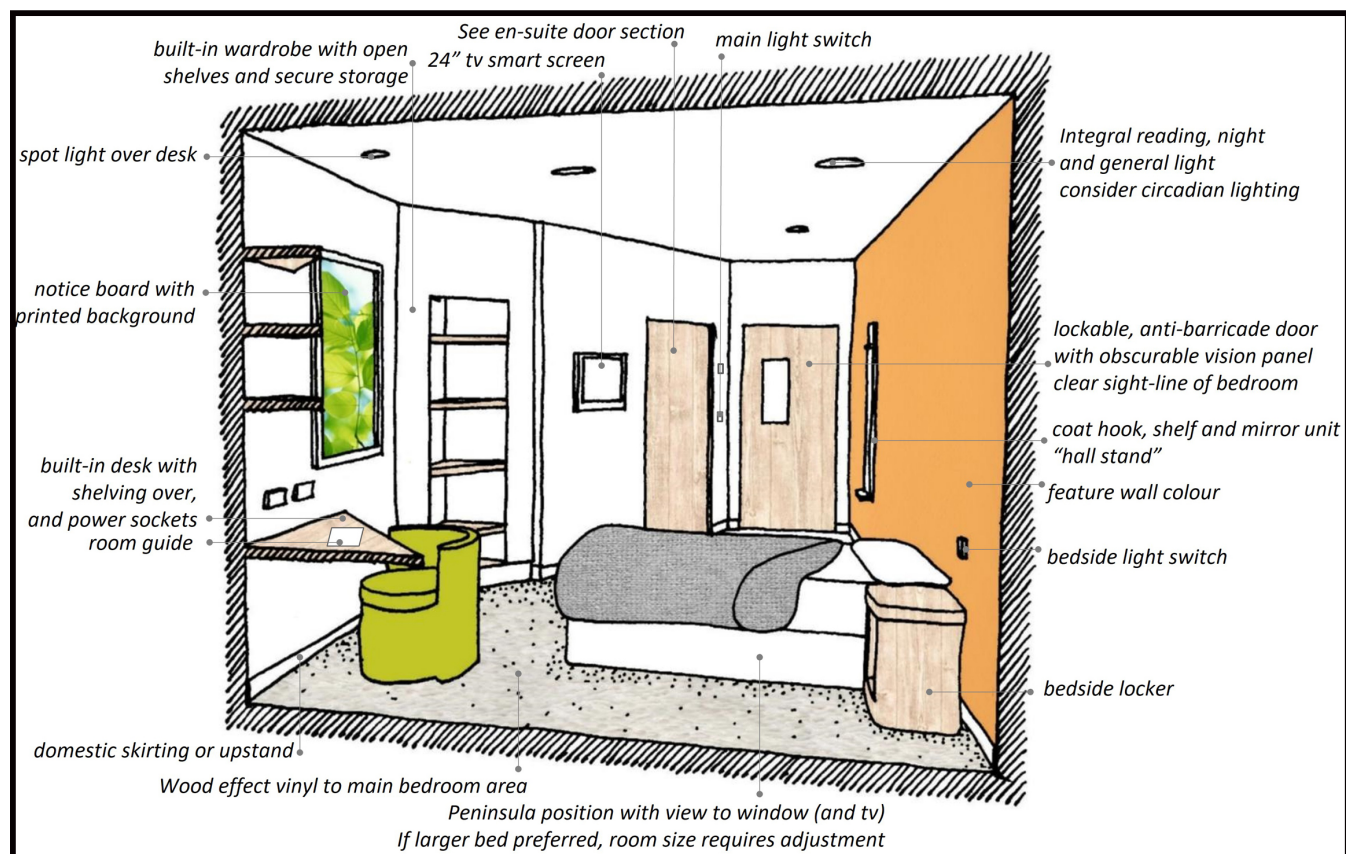 See en-suite door section
main light switch
built-in wardrobe with open
shelves and secure storage
24” tv smart screen
spot light over desk
Integral reading, night
and general light
consider circadian lighting
notice board with
printed background
lockable, anti-barricade door
with obscurable vision panel
clear sight-line of bedroom
coat hook, shelf and mirror unit
“hall stand”
built-in desk with
shelving over,
and power sockets
room guide
feature wall colour
bedside light switch
bedside locker
domestic skirting or upstand
Wood effect vinyl to main bedroom area
Peninsula position with view to window (and tv)
If larger bed preferred, room size requires adjustment